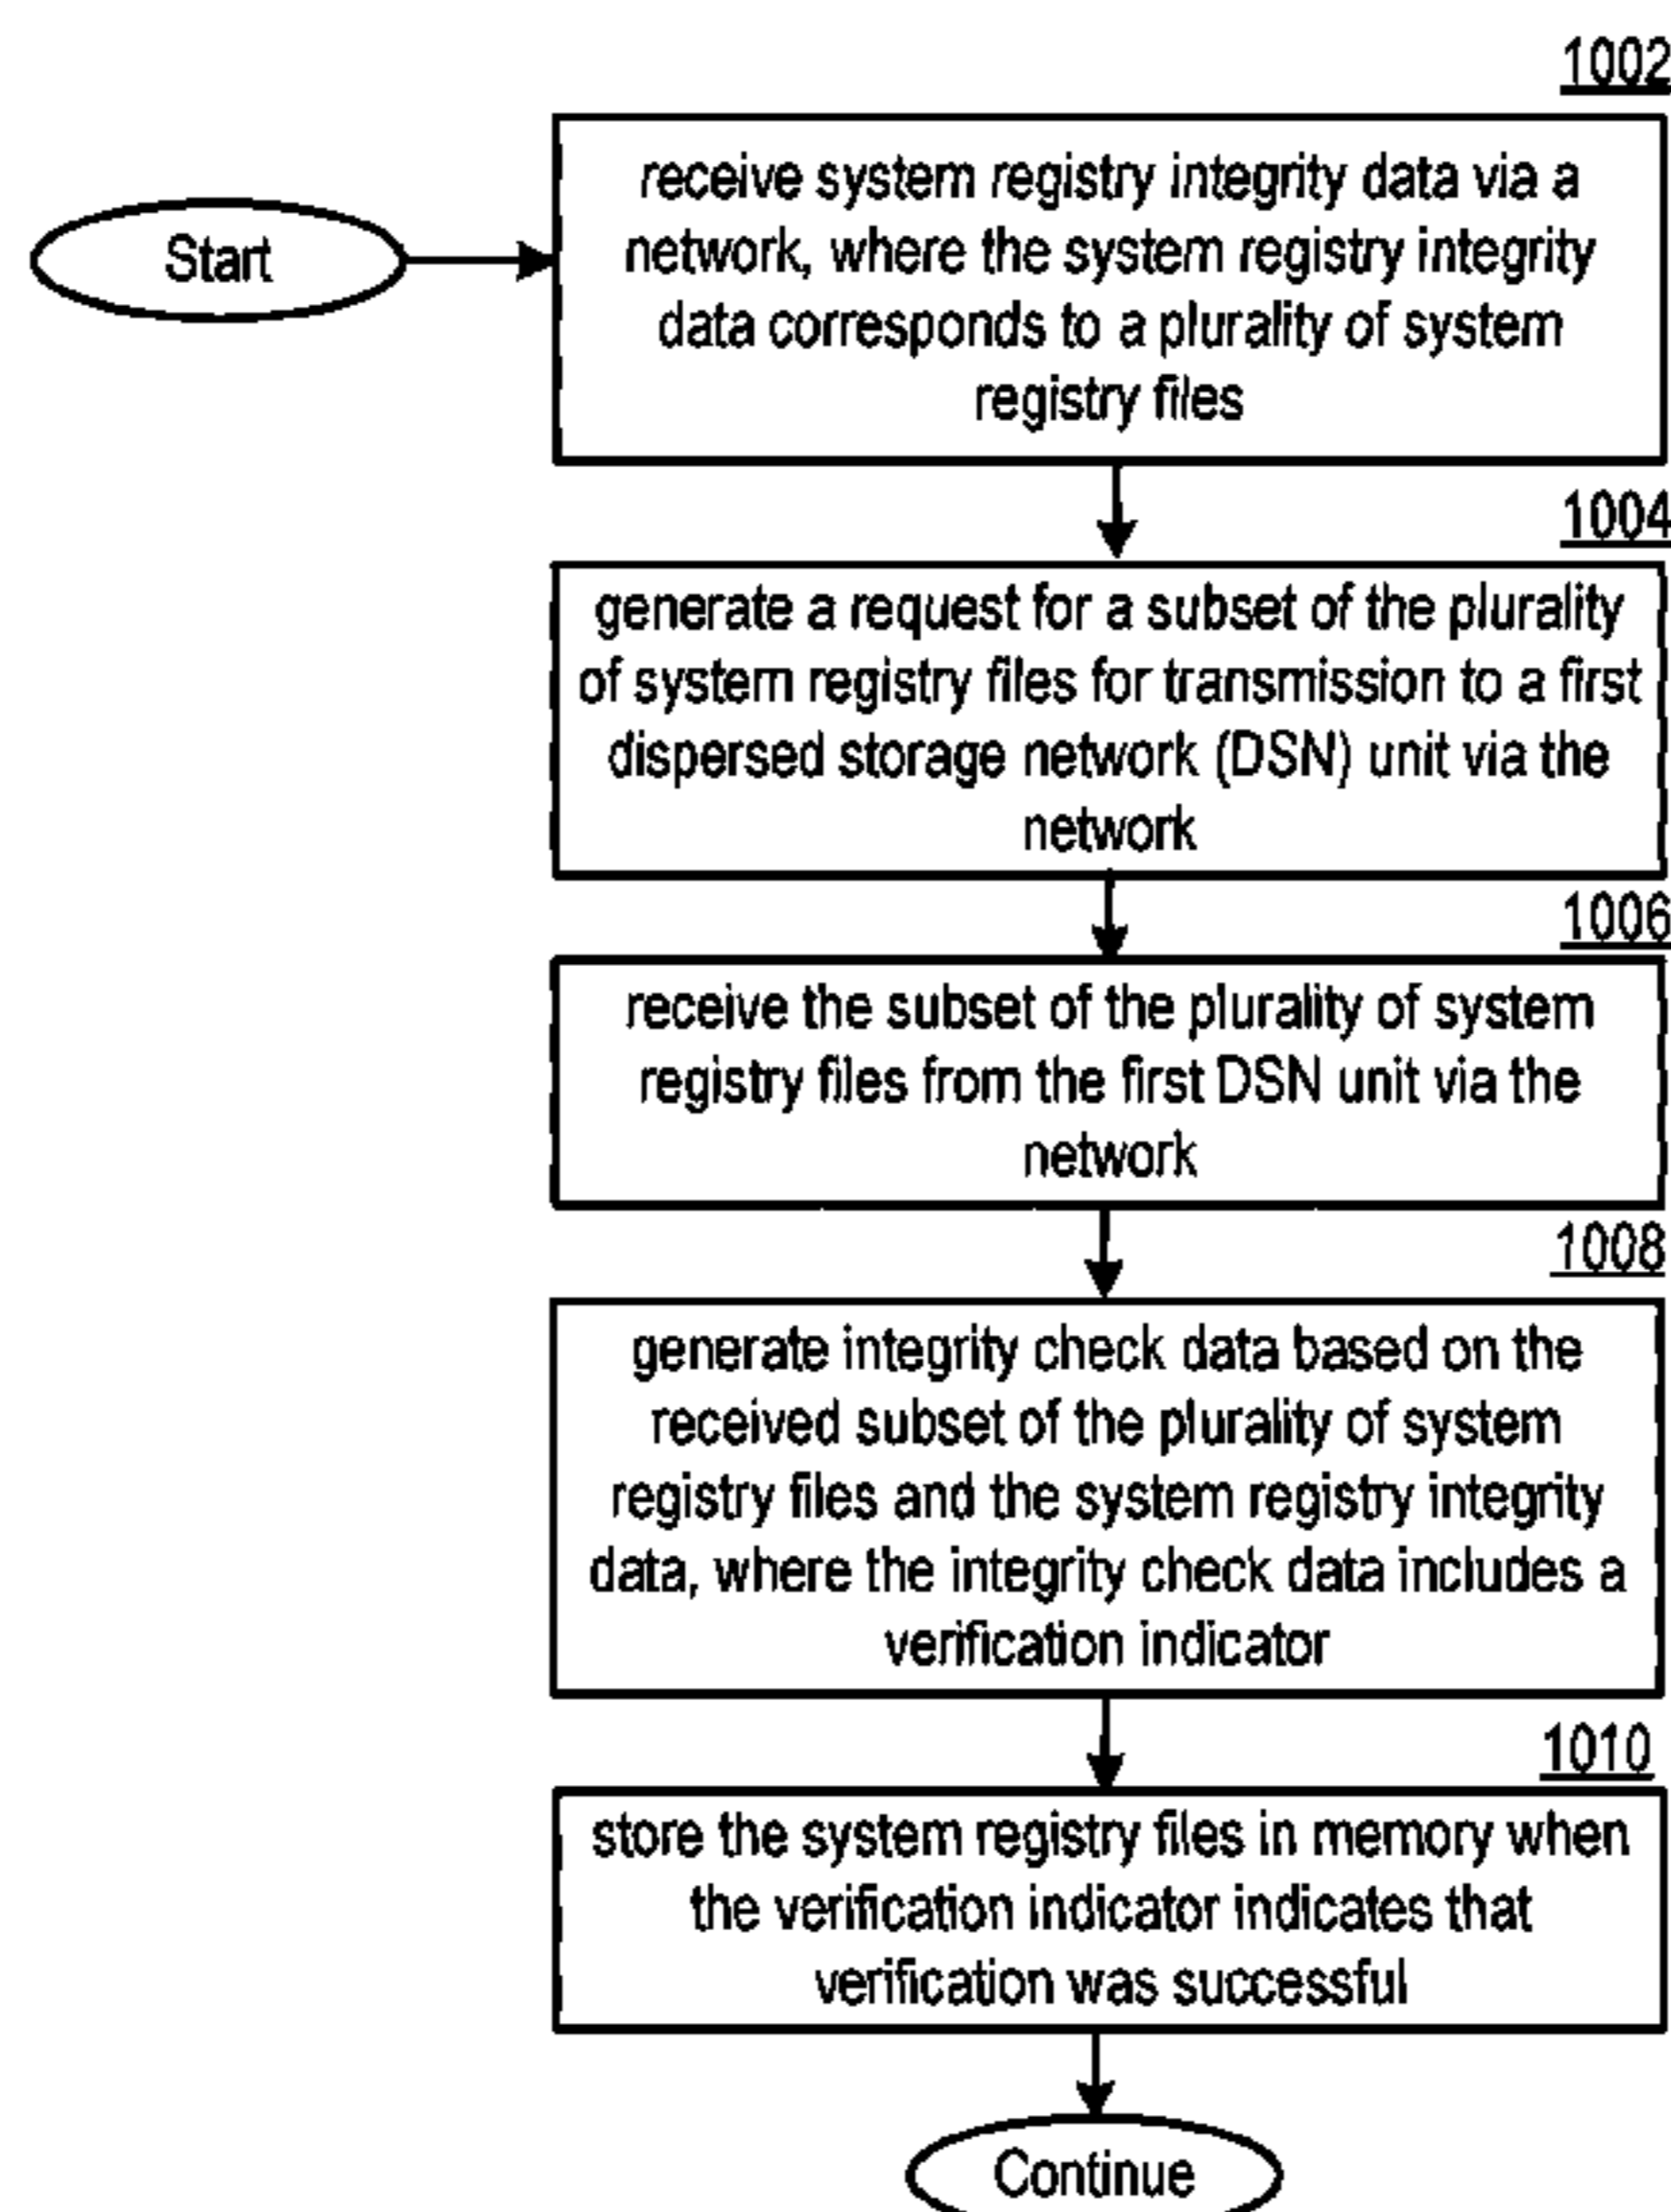 1002
receive system registry integrity data via a
network, where the system registry integrity
data corresponds to a plurality of system
registry files
Start
1004
generate a request for a subset of the plurality
of system registry files for transmission to a first
dispersed storage network (DSN) unit via the
network
1006
receive the subset of the plurality of system
registry files from the first DSN unit via the
network
1008
generate integrity check data based on the
received subset of the plurality of system
registry files and the system registry integrity
data, where the integrity check data includes a
verification indicator
1010
store the system registry files in memory when
the verification indicator indicates that
verification was successful
Continue